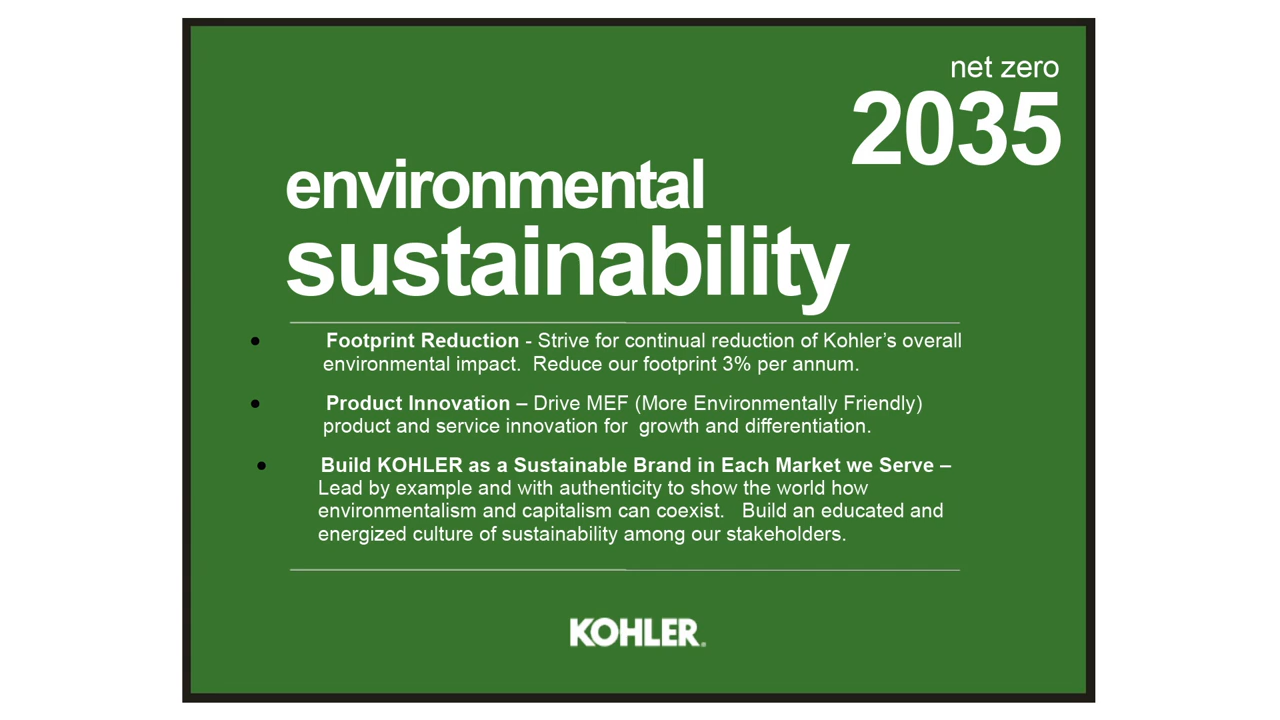 net zero
2035
environmental
sustainability
● Footprint Reduction - Strive for continual reduction of Kohler’s overall
environmental impact.  Reduce our footprint 3% per annum.
● Product Innovation – Drive MEF (More Environmentally Friendly)
product and service innovation for  growth and differentiation.
● Build KOHLER as a Sustainable Brand in Each Market we Serve –
Lead by example and with authenticity to show the world how
environmentalism and capitalism can coexist.   Build an educated and
energized culture of sustainability among our stakeholders.
KOHLER